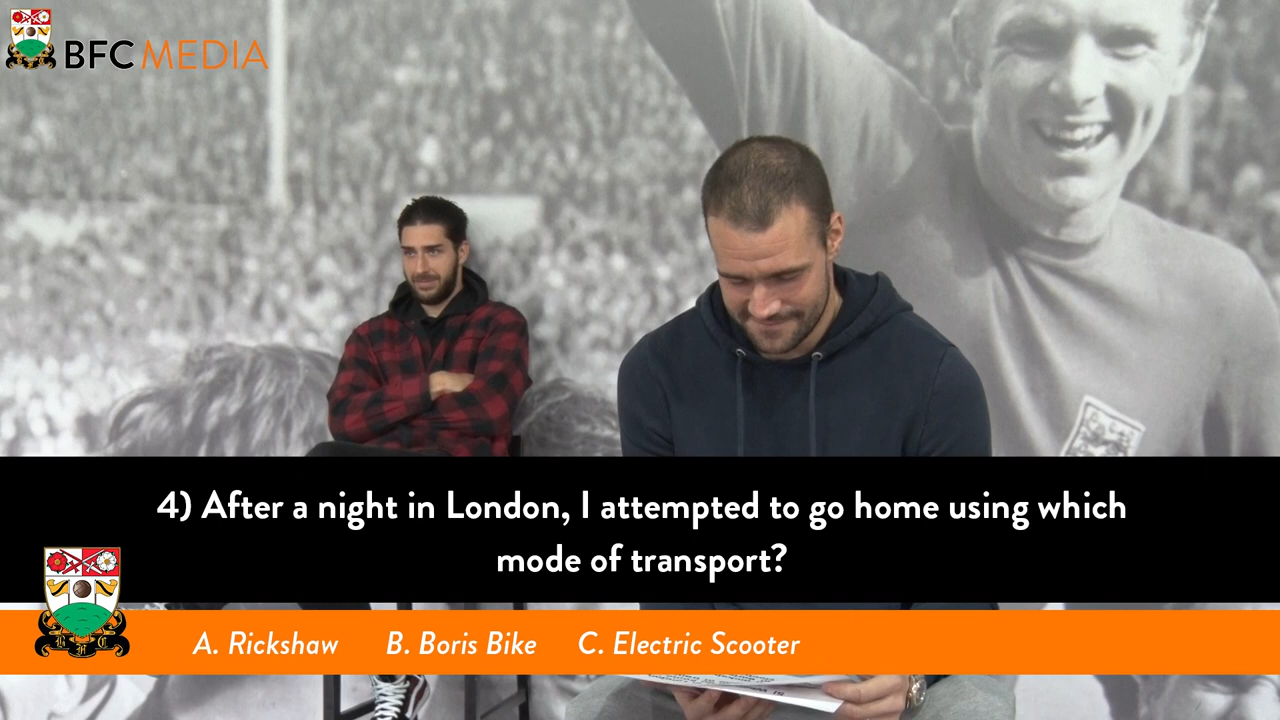 BFC MEDIA
4) After a night in London, I attempted to go home using which
mode of transport?
B F C
A. Rickshaw B. Boris Bike C. Electric Scooter